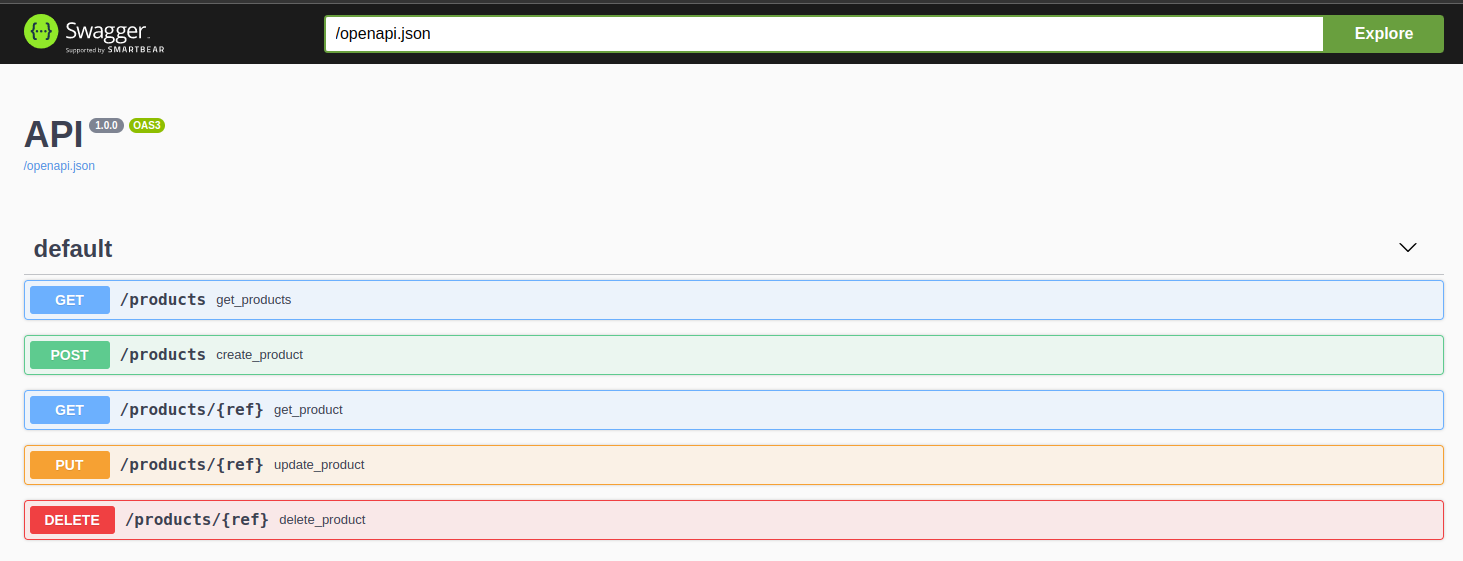 {···} Swagger
Supported by SMARTBEAR
/openapi.json
Explore
API 1.0.0 OAS3
/openapi.json
default
GET /products get_products
POST /products create_product
GET /products/{ref} get_product
PUT /products/{ref} update_product
DELETE /products/{ref} delete_product